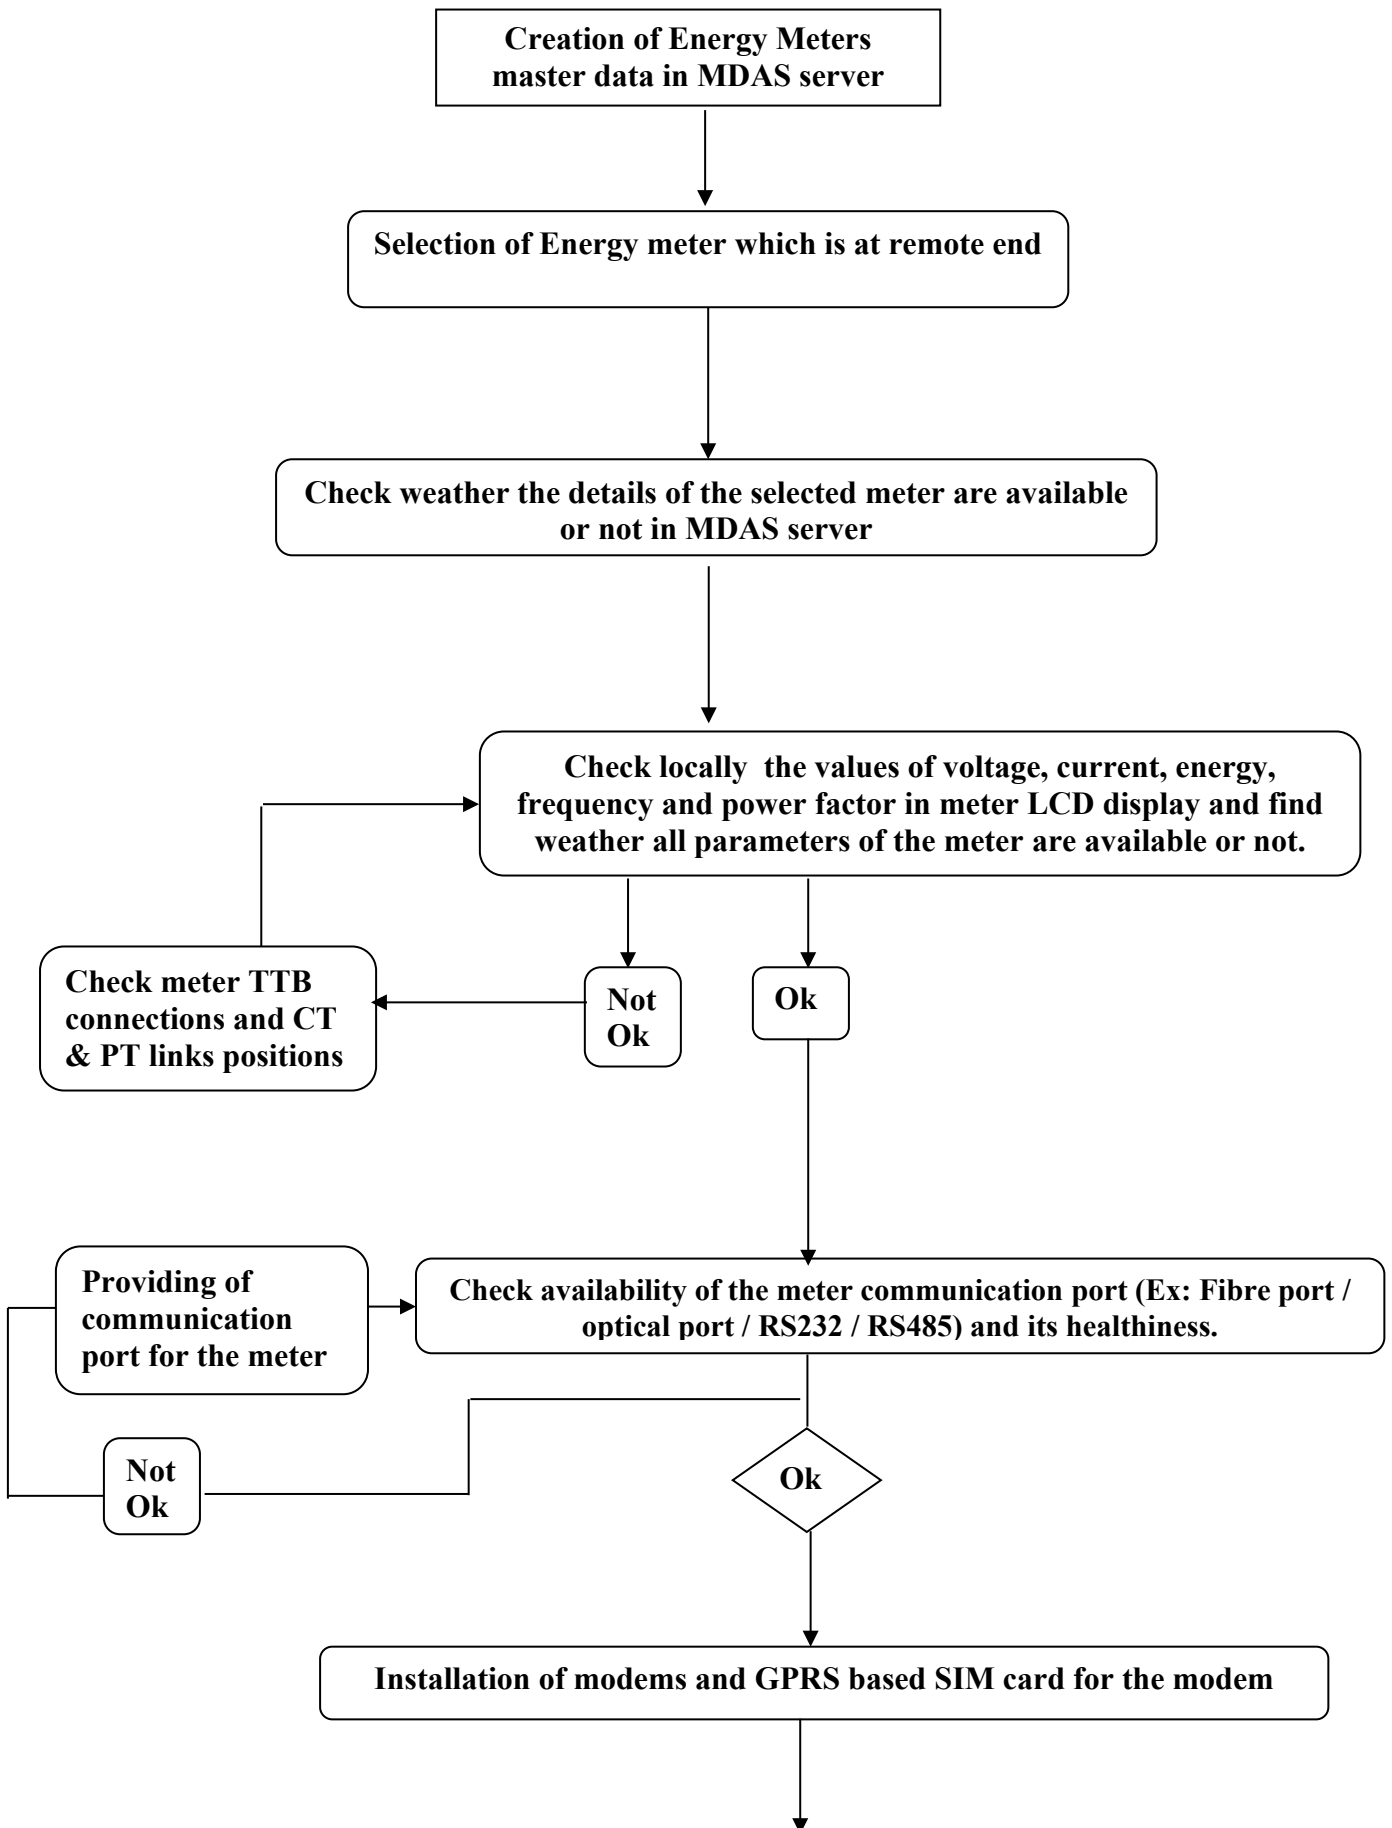 Creation of Energy Meters
master data in MDAS server
Selection of Energy meter which is at remote end
Check weather the details of the selected meter are available
or not in MDAS server
Check locally  the values of voltage, current, energy,
frequency and power factor in meter LCD display and find
weather all parameters of the meter are available or not.
Check meter TTB
connections and CT
& PT links positions
Not
Ok
Ok
Providing of
communication
port for the meter
Check availability of the meter communication port (Ex: Fibre port /
optical port / RS232 / RS485) and its healthiness.
Not
Ok
Ok
Installation of modems and GPRS based SIM card for the modem